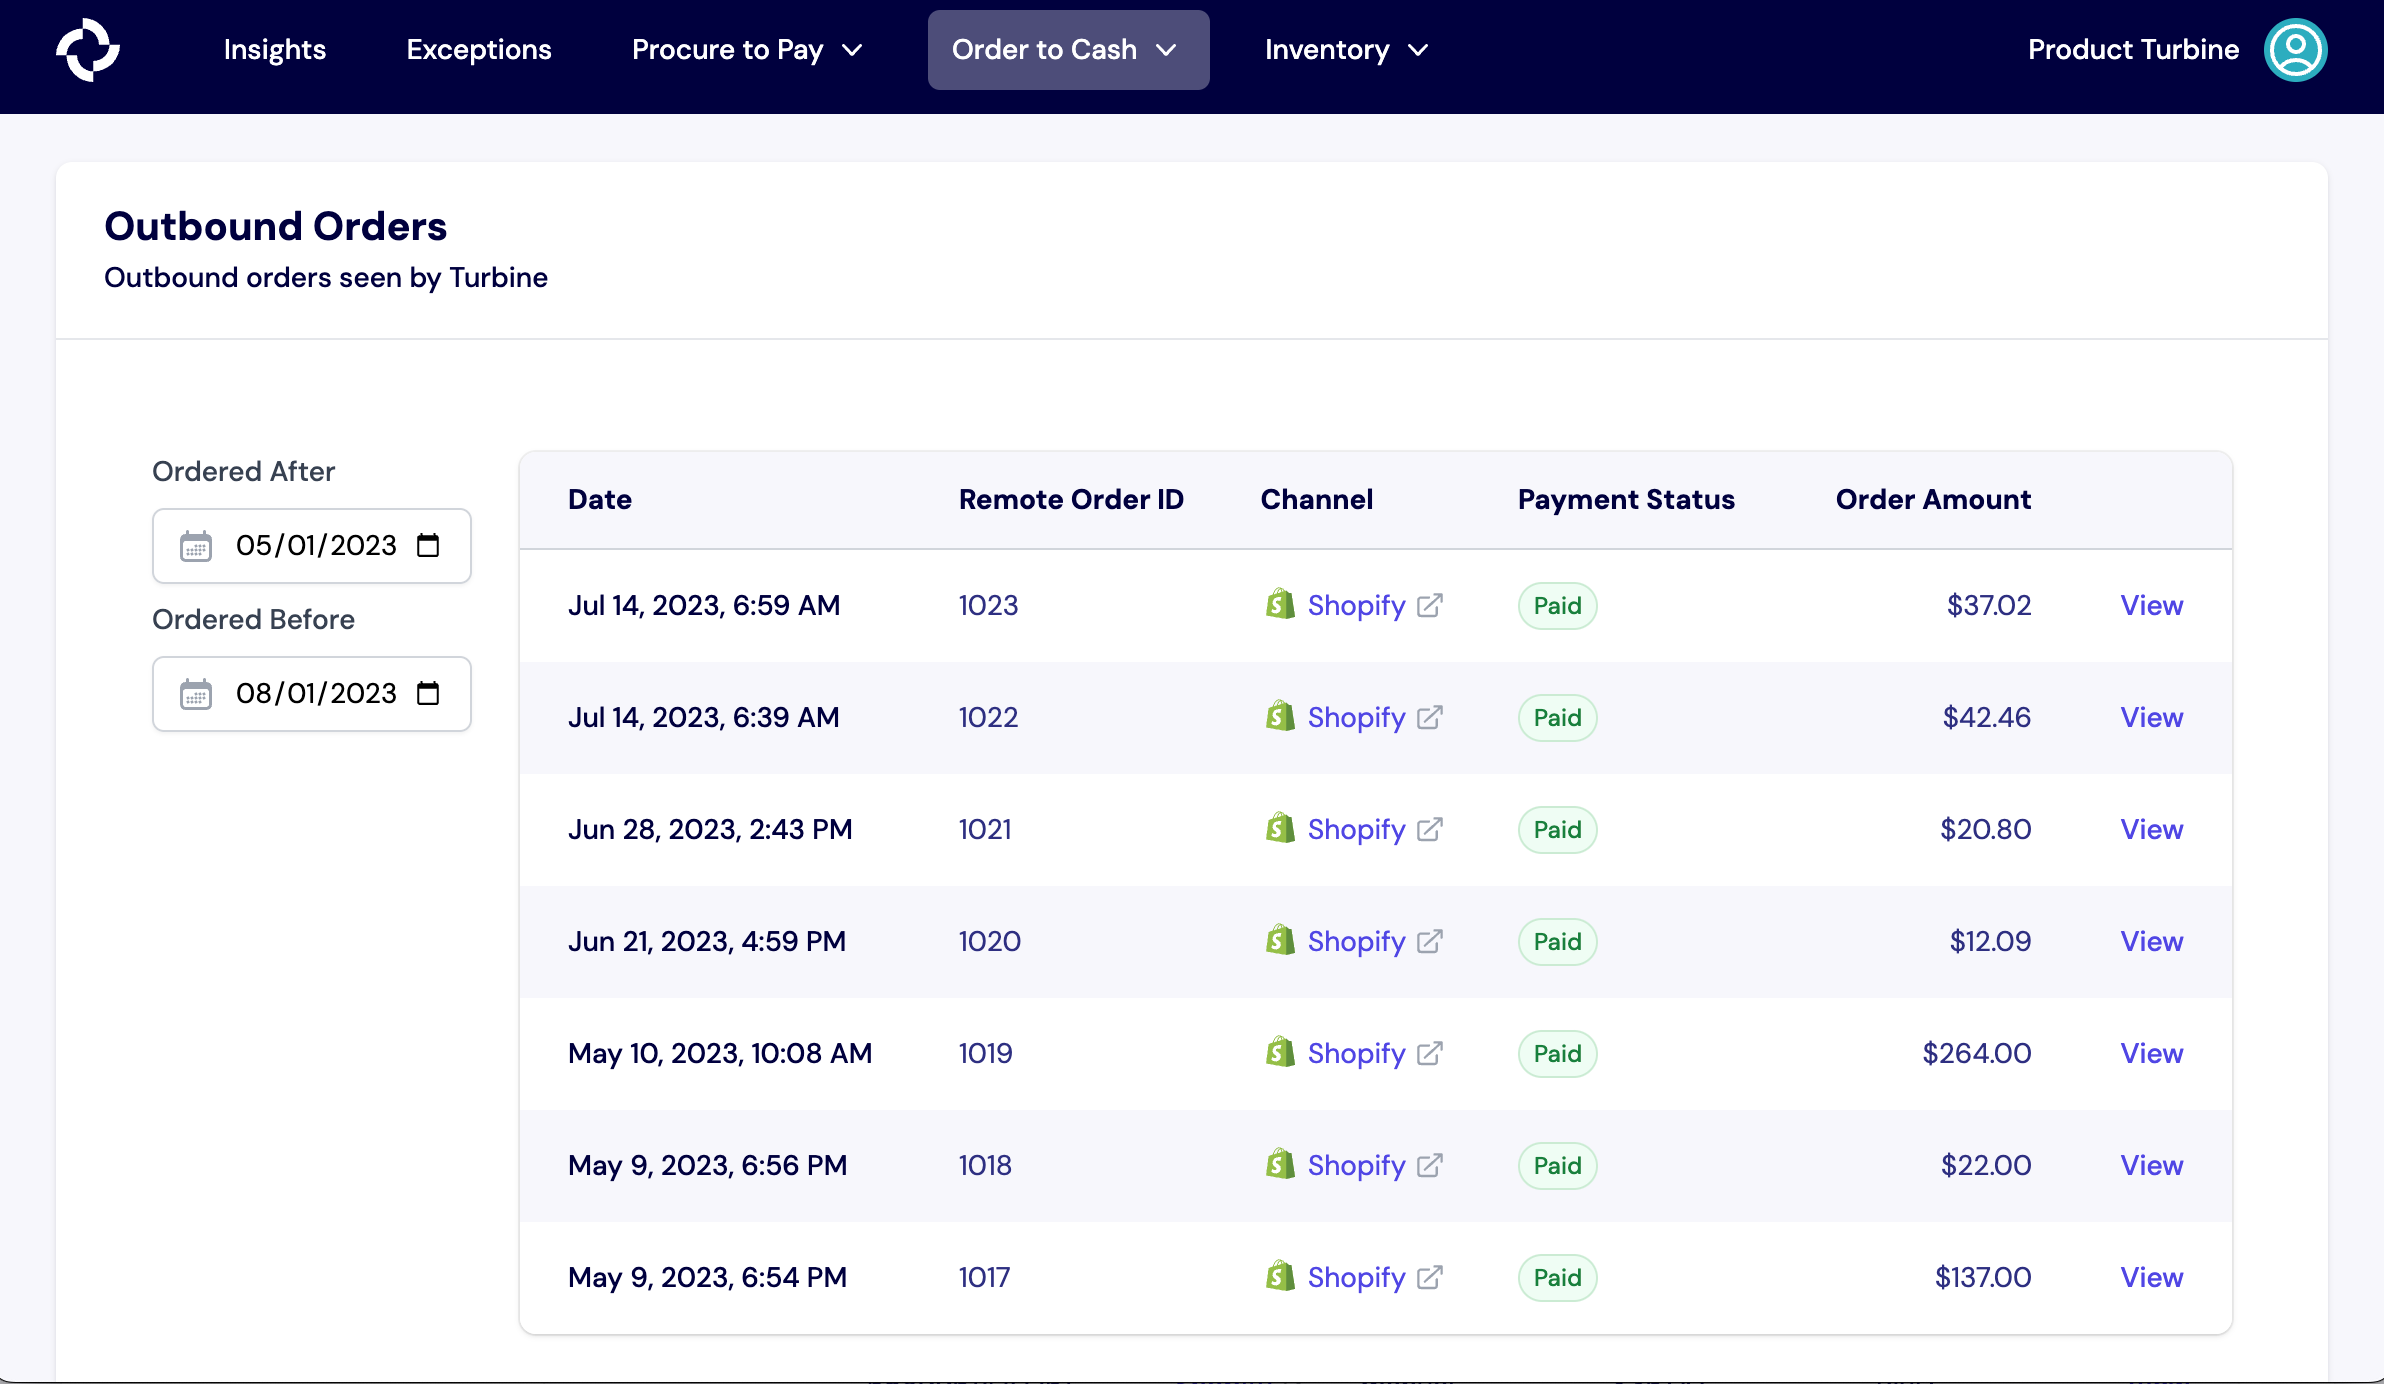 Insights Exceptions Procure to Pay Order to Cash Inventory Product Turbine
Outbound Orders
Outbound orders seen by Turbine
Ordered After
05/01/2023
Ordered Before
08/01/2023
Date Remote Order ID Channel Payment Status Order Amount
Jul 14, 2023, 6:59 AM 1023 Shopify Paid $37.02 View
Jul 14, 2023, 6:39 AM 1022 Shopify Paid $42.46 View
Jun 28, 2023, 2:43 PM 1021 Shopify Paid $20.80 View
Jun 21, 2023, 4:59 PM 1020 Shopify Paid $12.09 View
May 10, 2023, 10:08 AM 1019 Shopify Paid $264.00 View
May 9, 2023, 6:56 PM 1018 Shopify Paid $22.00 View
May 9, 2023, 6:54 PM 1017 Shopify Paid $137.00 View